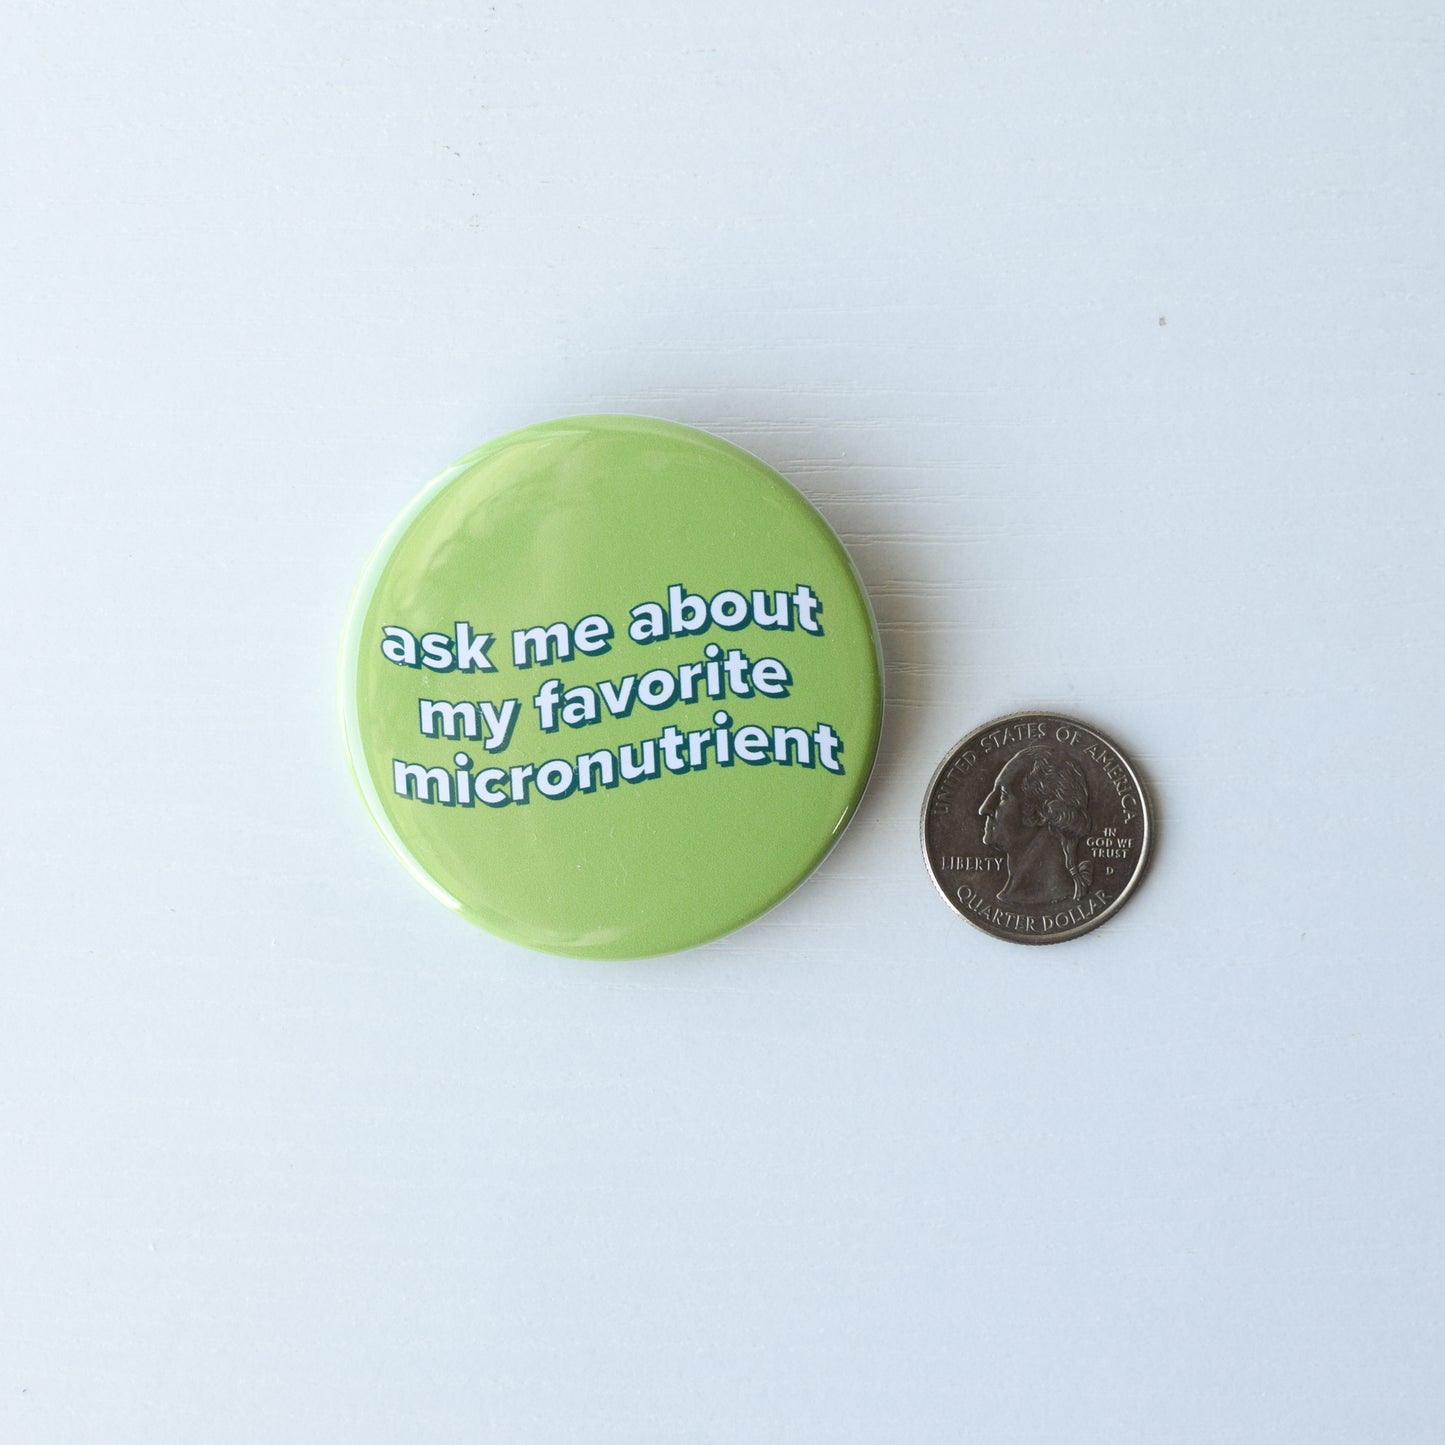 ask me about
my favorite
micronutrient
UNITED STATES OF AMERICA
LIBERTY
IN
GOD WE
TRUST
D
QUARTER DOLLAR